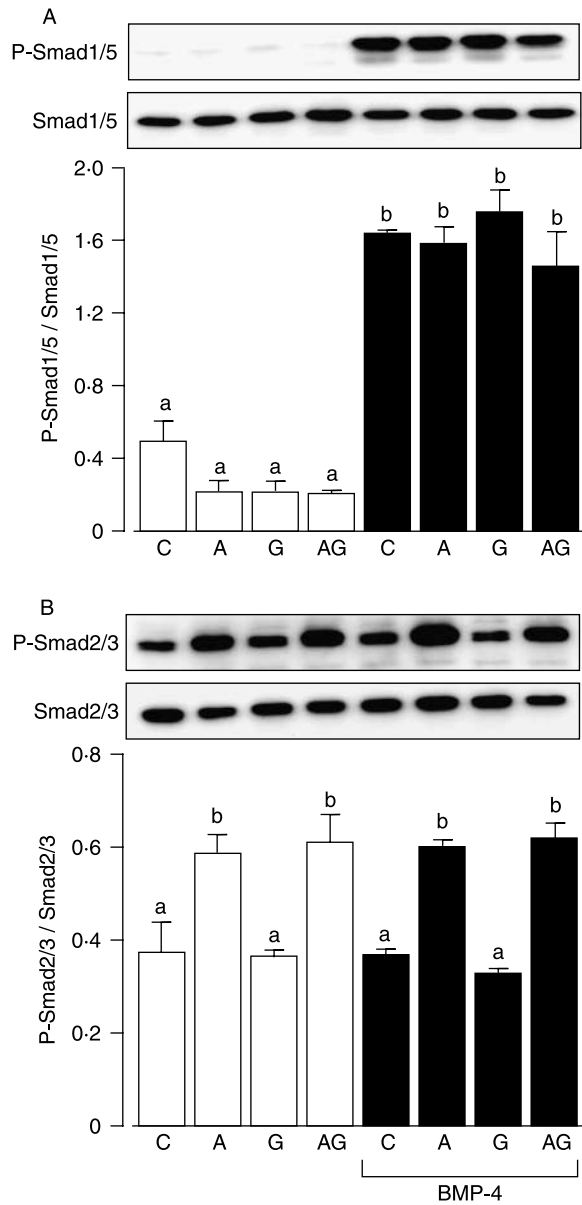 A
P-Smad1/5
Smad1/5
P-Smad1/5 / Smad1/5
2·0
1·6
1·2
0·8
0·4
0
a
a
a
a
b
b
b
b
C A G AG C A G AG
B
P-Smad2/3
Smad2/3
P-Smad2/3 / Smad2/3
0·8
0·6
0·4
0·2
0
a
b
a
b
a
b
a
b
C A G AG C A G AG
BMP-4